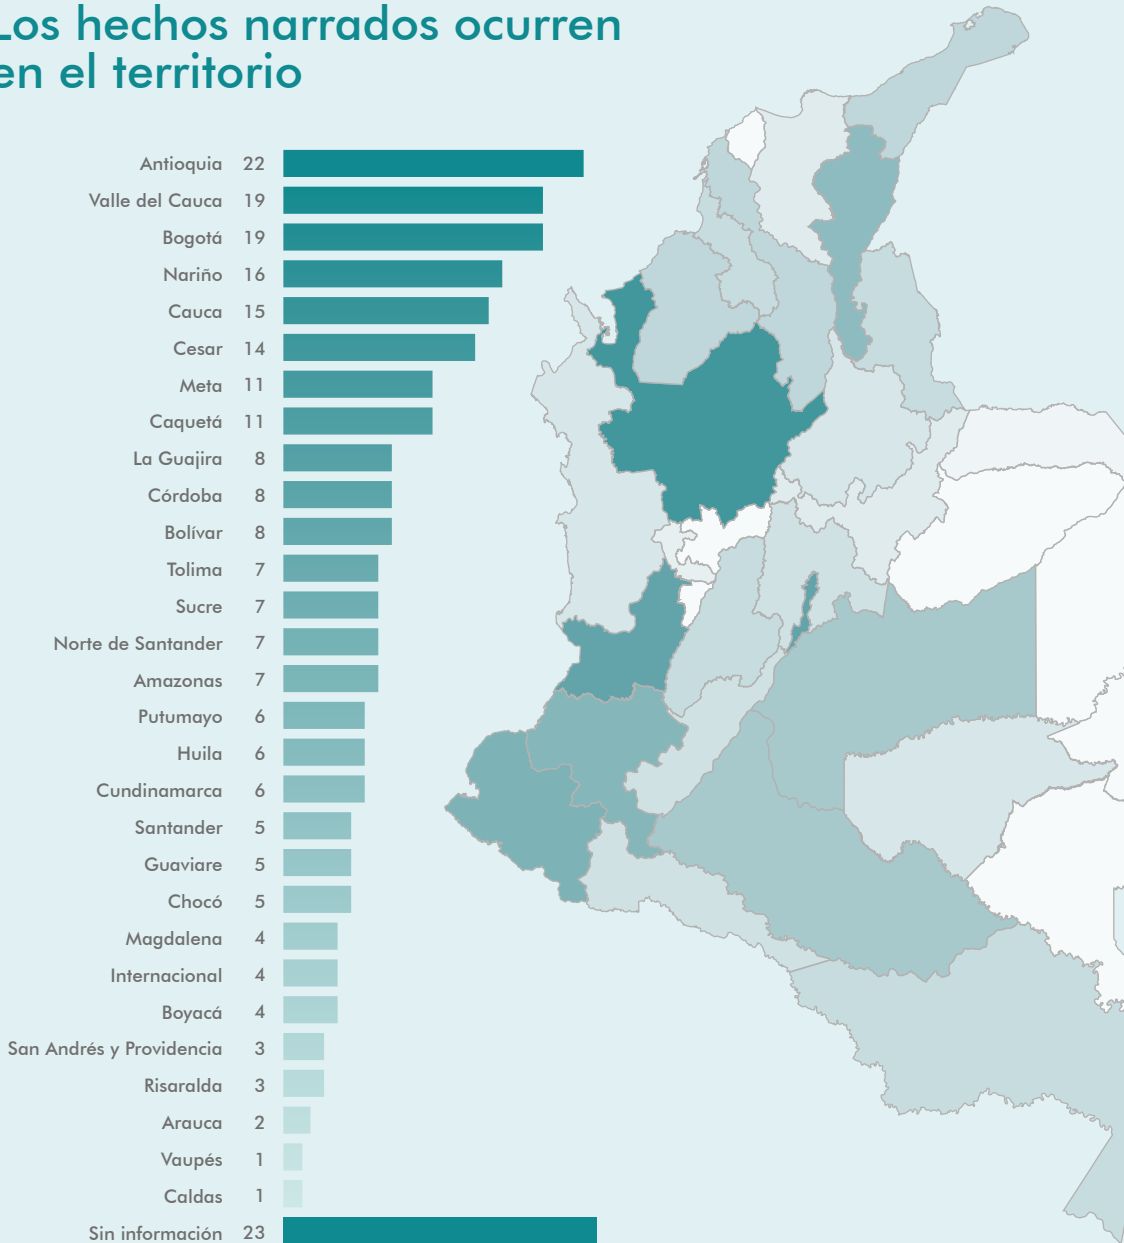 Los hechos narrados ocurren
en el territorio
Antioquia 22
Valle del Cauca 19
Bogotá 19
Nariño 16
Cauca 15
Cesar 14
Meta 11
Caquetá 11
La Guajira 8
Córdoba 8
Bolívar 8
Tolima 7
Sucre 7
Norte de Santander 7
Amazonas 7
Putumayo 6
Huila 6
Cundinamarca 6
Santander 5
Guaviare 5
Chocó 5
Magdalena 4
Internacional 4
Boyacá 4
San Andrés y Providencia 3
Risaralda 3
Arauca 2
Vaupés 1
Caldas 1
Sin información 23